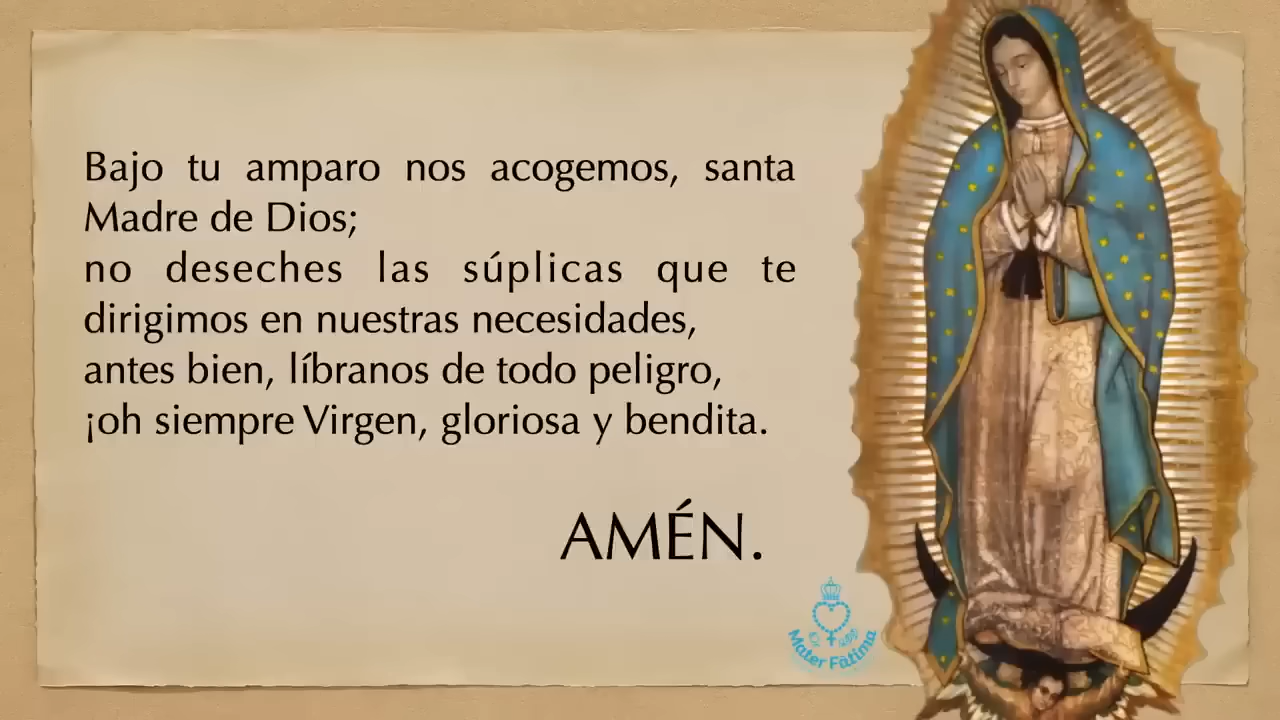 Bajo tu amparo nos acogemos, santa
Madre de Dios;
no deseches las súplicas que te
dirigimos en nuestras necesidades,
antes bien, líbranos de todo peligro,
¡oh siempre Virgen, gloriosa y bendita.
AMÉN.
Mater Fátima